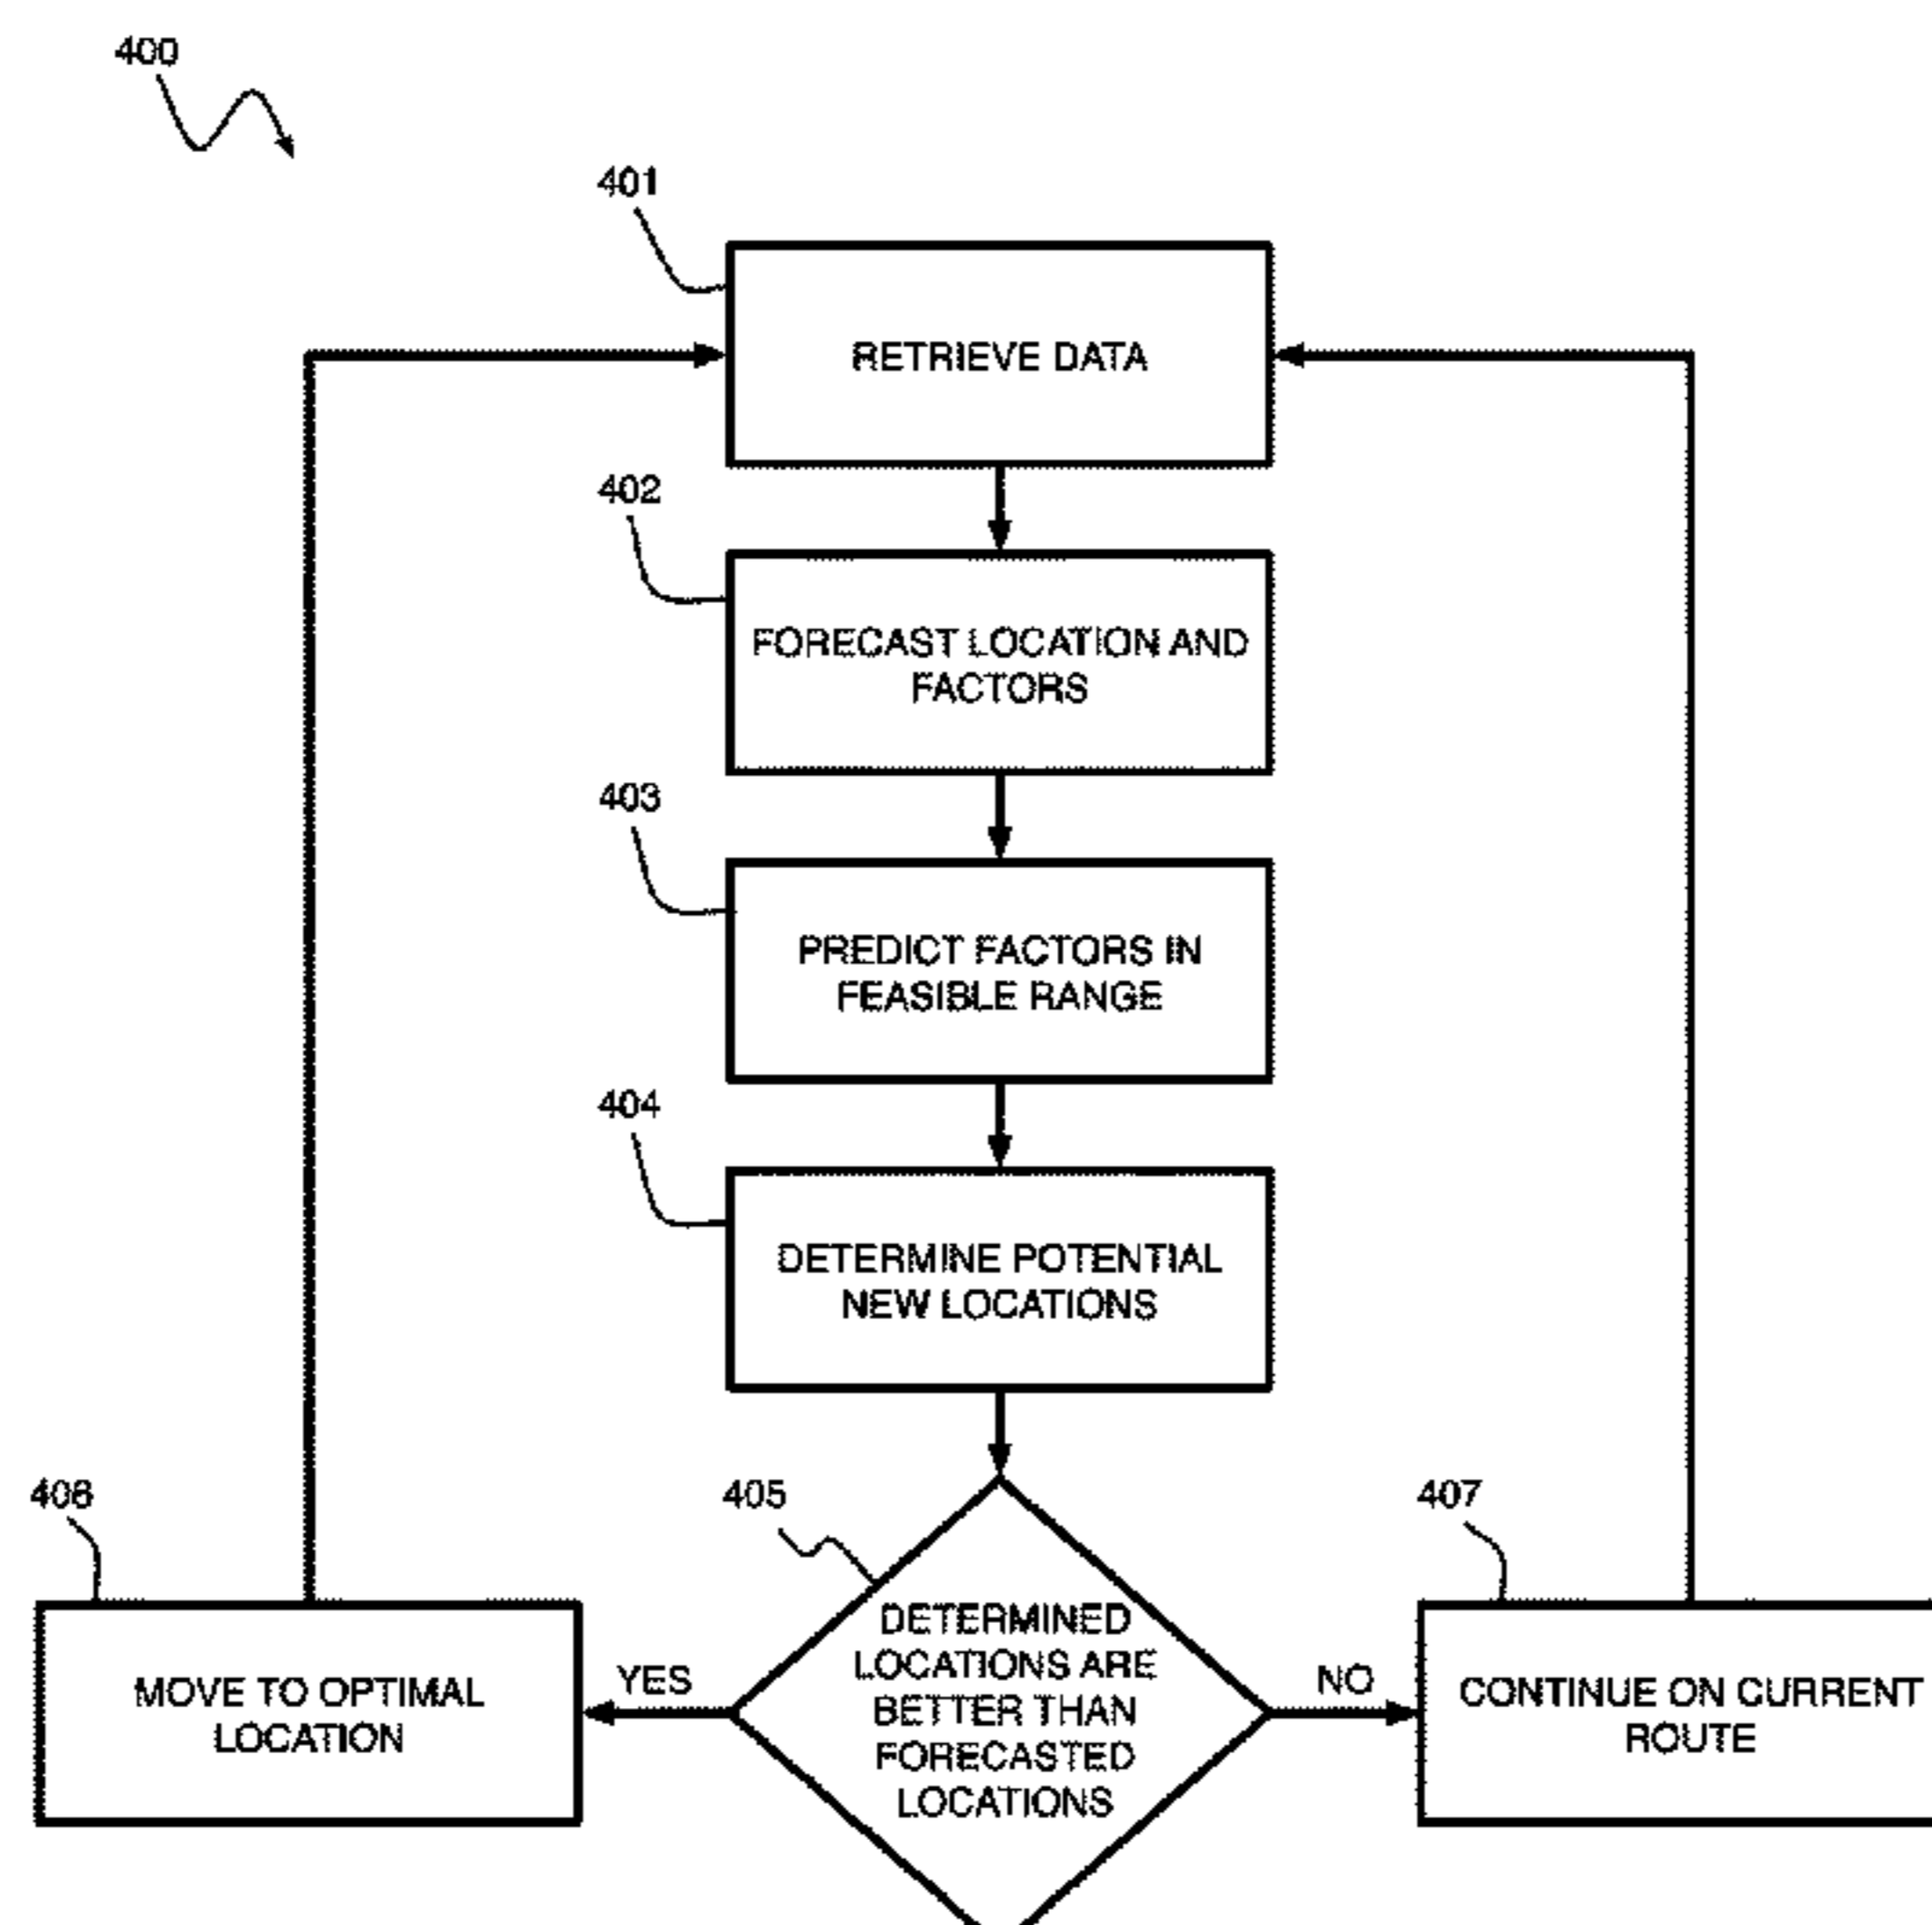 400
401
RETRIEVE DATA
402
FORECAST LOCATION AND
FACTORS
403
PREDICT FACTORS IN
FEASIBLE RANGE
404
DETERMINE POTENTIAL
NEW LOCATIONS
406
405
407
MOVE TO OPTIMAL
LOCATION
YES
DETERMINED
LOCATIONS ARE
BETTER THAN
FORECASTED
LOCATIONS
NO
CONTINUE ON CURRENT
ROUTE